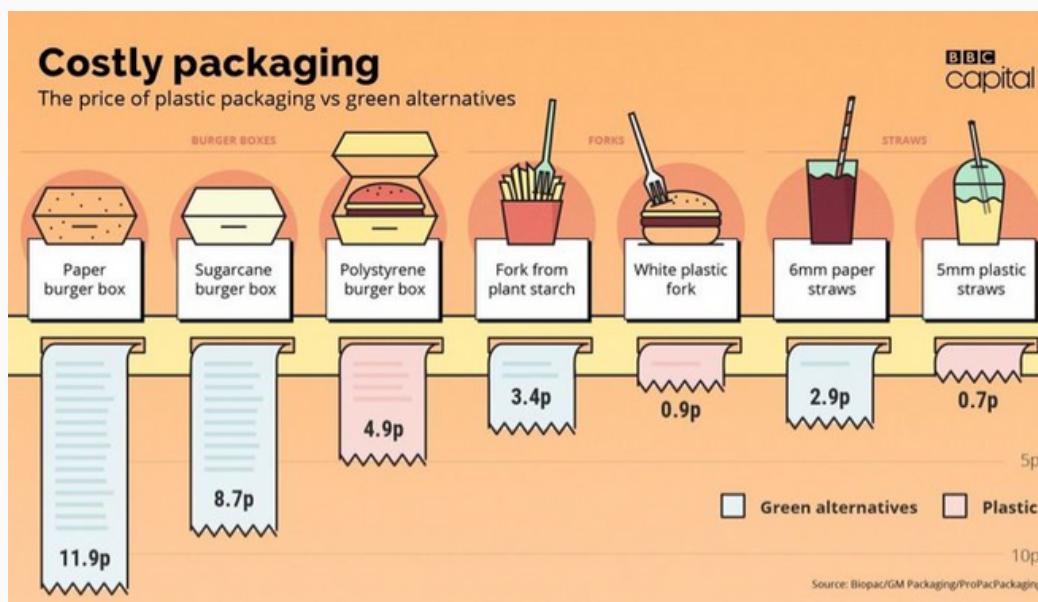 Costly packaging
The price of plastic packaging vs green alternatives
BBC
capital
BURGER BOXES
FORKS
STRAWS
Paper
burger box
Sugarcane
burger box
Polystyrene
burger box
Fork from
plant starch
White plastic
fork
6mm paper
straws
5mm plastic
straws
11.9p
8.7p
4.9p
3.4p
0.9p
2.9p
0.7p
5p
Green alternatives
Plastic
10p
Source: Biopac/GM Packaging/ProPacPackaging